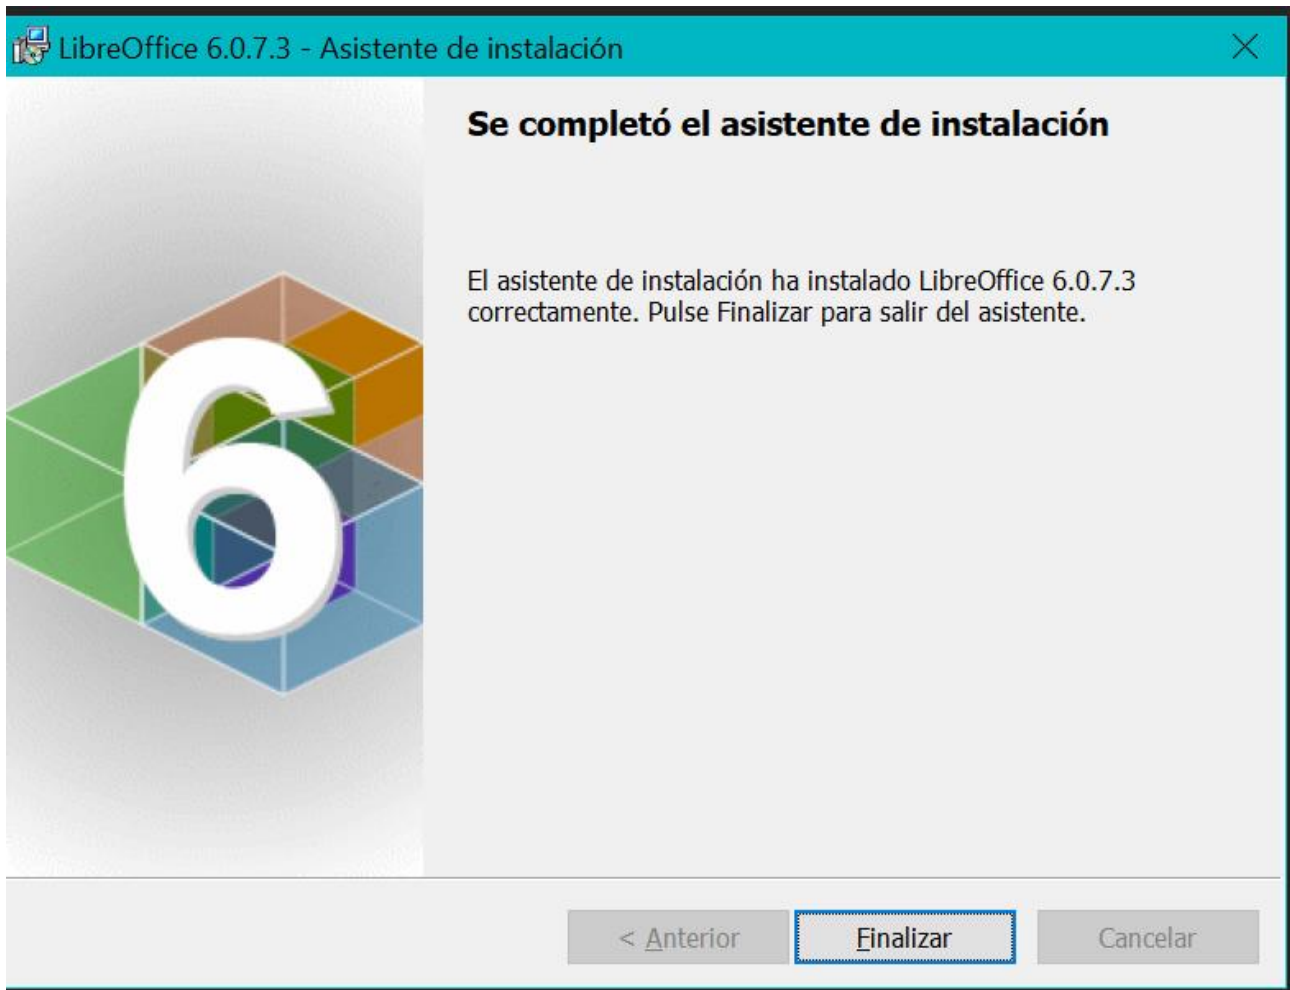 LibreOffice 6.0.7.3 - Asistente de instalación
Se completó el asistente de instalación
El asistente de instalación ha instalado LibreOffice 6.0.7.3
correctamente. Pulse Finalizar para salir del asistente.
6
< Anterior
Finalizar
Cancelar